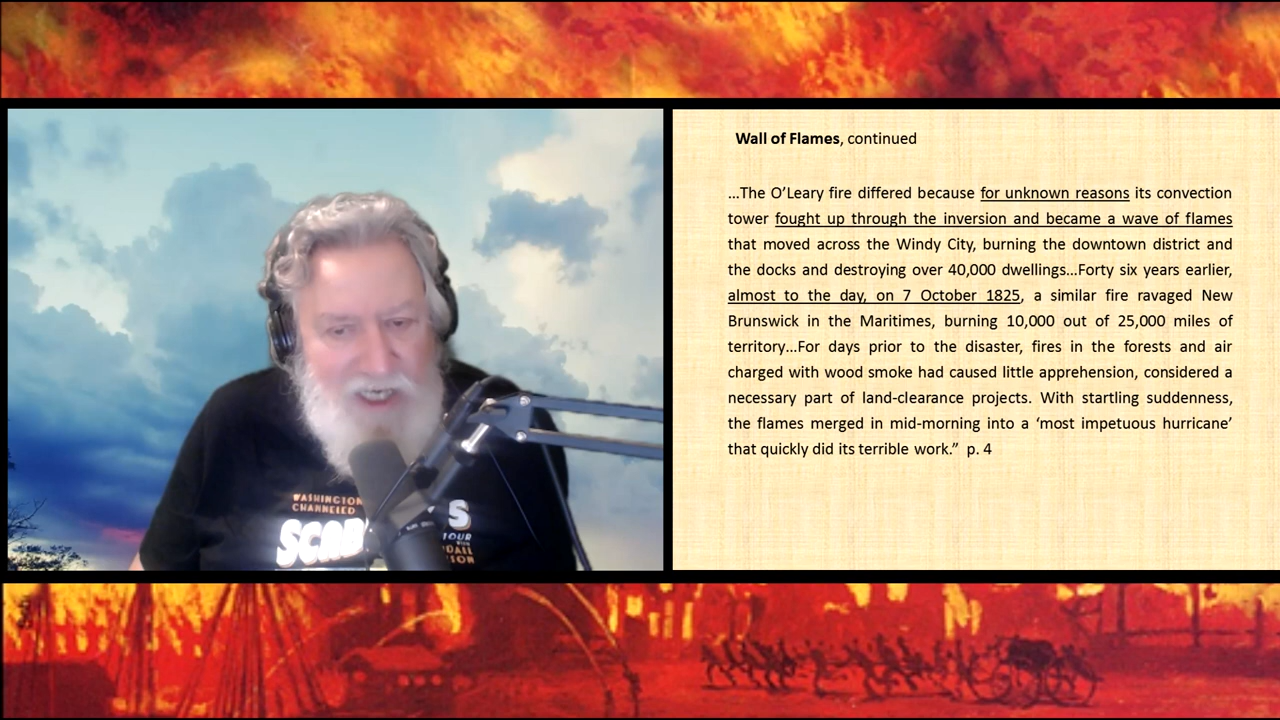 Wall of Flames, continued
...The O'Leary fire differed because for unknown reasons its convection
tower fought up through the inversion and became a wave of flames
that moved across the Windy City, burning the downtown district and
the docks and destroying over 40,000 dwellings...Forty six years earlier,
almost to the day, on 7 October 1825, a similar fire ravaged New
Brunswick in the Maritimes, burning 10,000 out of 25,000 miles of
territory...For days prior to the disaster, fires in the forests and air
charged with wood smoke had caused little apprehension, considered a
necessary part of land-clearance projects. With startling suddenness,
the flames merged in mid-morning into a ‘most impetuous hurricane’
that quickly did its terrible work.” p. 4
WASHINGTON
CHANNELED